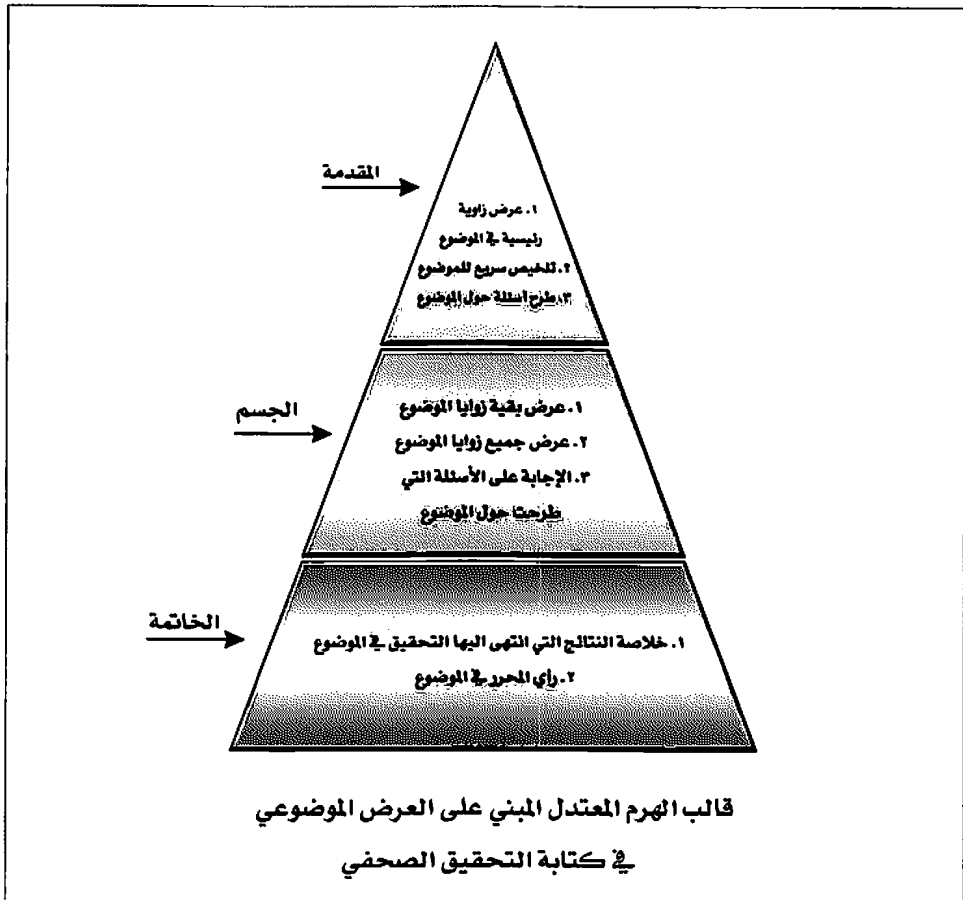 المقدمة
١. عرض زاوية
رئيسية في الموضوع
٢. تلخيص سريع للموضوع
٣. طرح أسئلة حول الموضوع
الجسم
١. عرض بقية زوايا الموضوع
٢. عرض جميع زوايا الموضوع
٣. الإجابة على الأسئلة التي
طرحت حول الموضوع
الخاتمة
١. خلاصة النتائج التي انتهى اليها التحقيق في الموضوع
٢. رأي المحرر في الموضوع
قالب الهرم المعتدل المبني على العرض الموضوعي
في كتابة التحقيق الصحفي